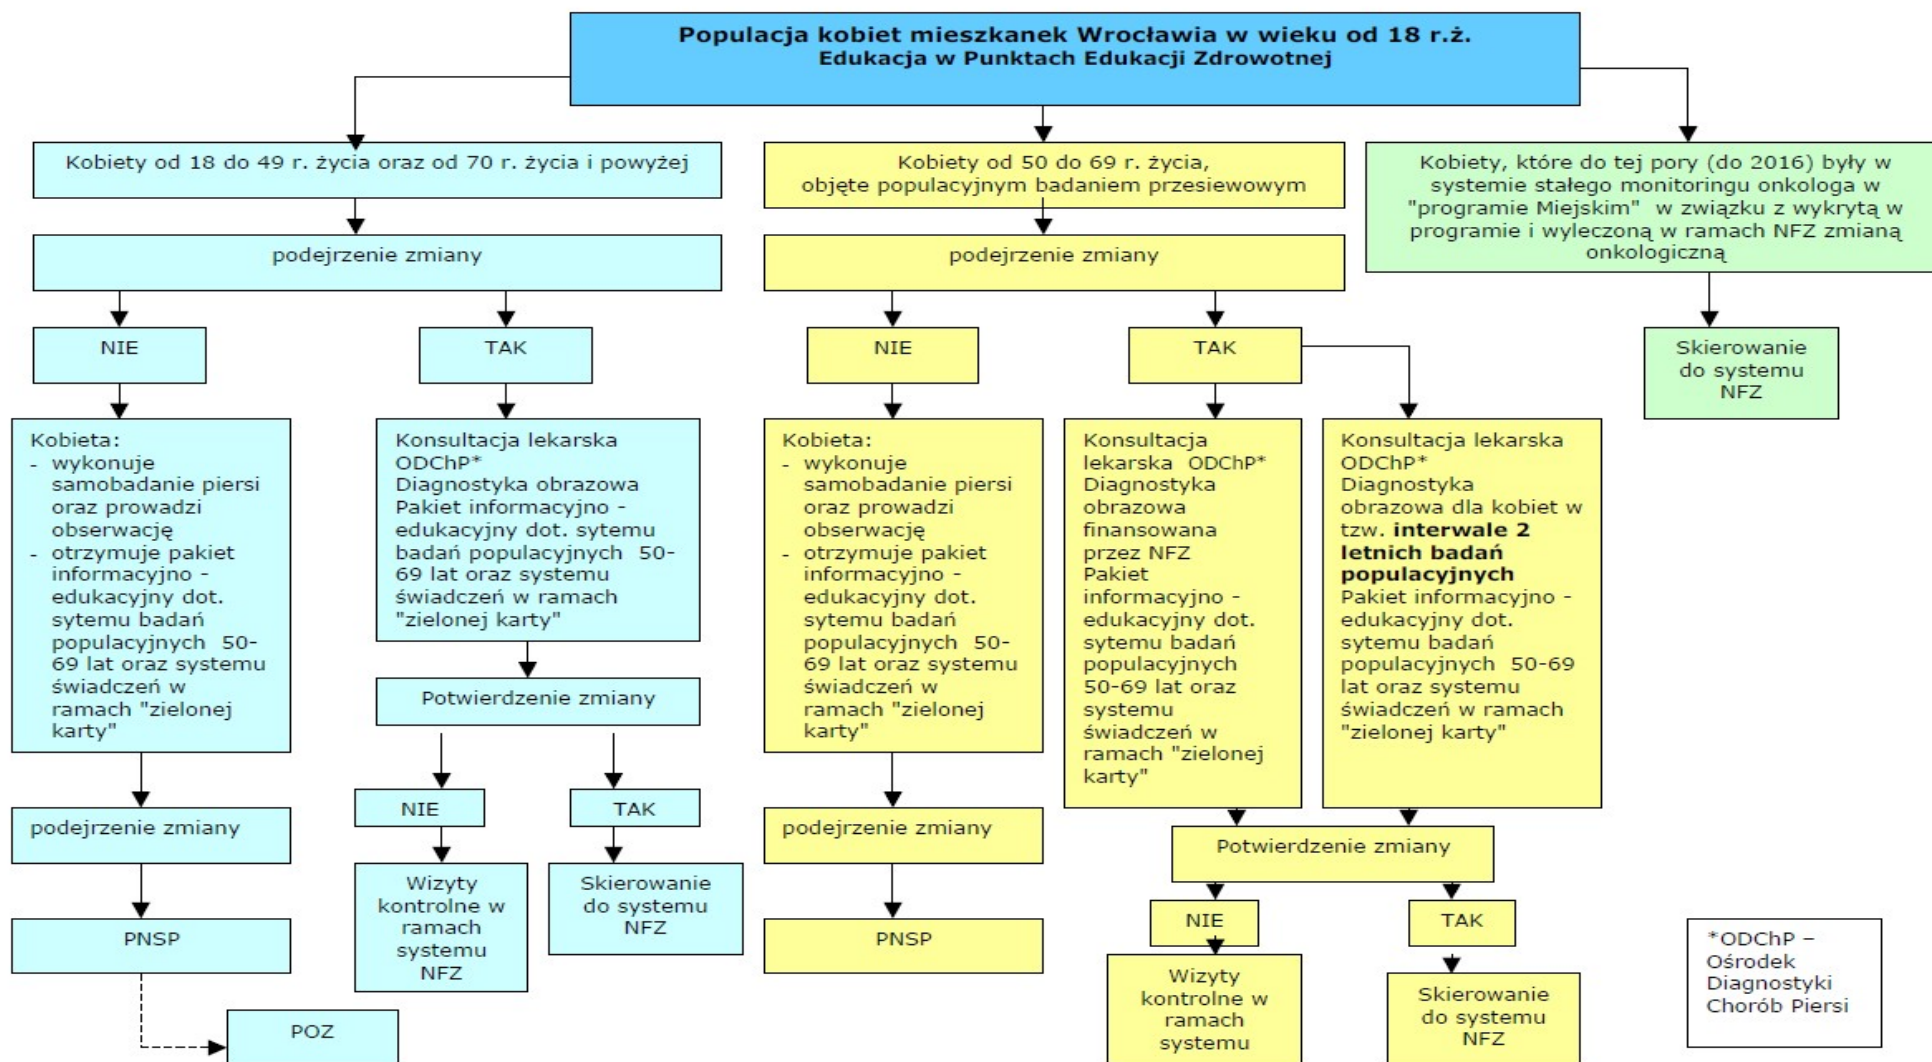 Populacja kobiet mieszkanek Wrocławia w wieku od 18 r.ż.
Edukacja w Punktach Edukacji Zdrowotnej
Kobiety od 18 do 49 r. życia oraz od 70 r. życia i powyżej
podejrzenie zmiany
NIE
TAK
Kobieta:
- wykonuje
samobadanie piersi
oraz prowadzi
obserwację
- otrzymuje pakiet
informacyjno -
edukacyjny dot.
sytemu badań
populacyjnych 50-
69 lat oraz systemu
świadczeń w
ramach "zielonej
karty"
podejrzenie zmiany
PNSP
POZ
Konsultacja lekarska
ODChP*
Diagnostyka obrazowa
Pakiet informacyjno -
edukacyjny dot. sytemu
badań populacyjnych 50-
69 lat oraz systemu
świadczeń w ramach
"zielonej karty"
Potwierdzenie zmiany
NIE
TAK
Wizyty
kontrolne w
ramach
systemu
NFZ
Skierowanie
do systemu
NFZ
Kobiety od 50 do 69 r. życia,
objęte populacyjnym badaniem przesiewowym
podejrzenie zmiany
NIE
TAK
Kobieta:
- wykonuje
samobadanie piersi
oraz prowadzi
obserwację
- otrzymuje pakiet
informacyjno -
edukacyjny dot.
sytemu badań
populacyjnych 50-
69 lat oraz systemu
świadczeń w
ramach "zielonej
karty"
podejrzenie zmiany
PNSP
Konsultacja
lekarska ODChP*
Diagnostyka
obrazowa
finansowana
przez NFZ
Pakiet
informacyjno -
edukacyjny dot.
sytemu badań
populacyjnych
50-69 lat oraz
systemu
świadczeń w
ramach "zielonej
karty"
Konsultacja lekarska
ODChP*
Diagnostyka
obrazowa dla kobiet w
tzw. interwale 2
letnich badań
populacyjnych
Pakiet informacyjno -
edukacyjny dot.
sytemu badań
populacyjnych 50-69
lat oraz systemu
świadczeń w ramach
"zielonej karty"
Potwierdzenie zmiany
NIE
TAK
Wizyty
kontrolne w
ramach
systemu
Skierowanie
do systemu
NFZ
Kobiety, które do tej pory (do 2016) były w
systemie stałego monitoringu onkologa w
"programie Miejskim" w związku z wykrytą w
programie i wyleczoną w ramach NFZ zmianą
onkologiczną
Skierowanie
do systemu
NFZ
*ODChP –
Ośrodek
Diagnostyki
Chorób Piersi